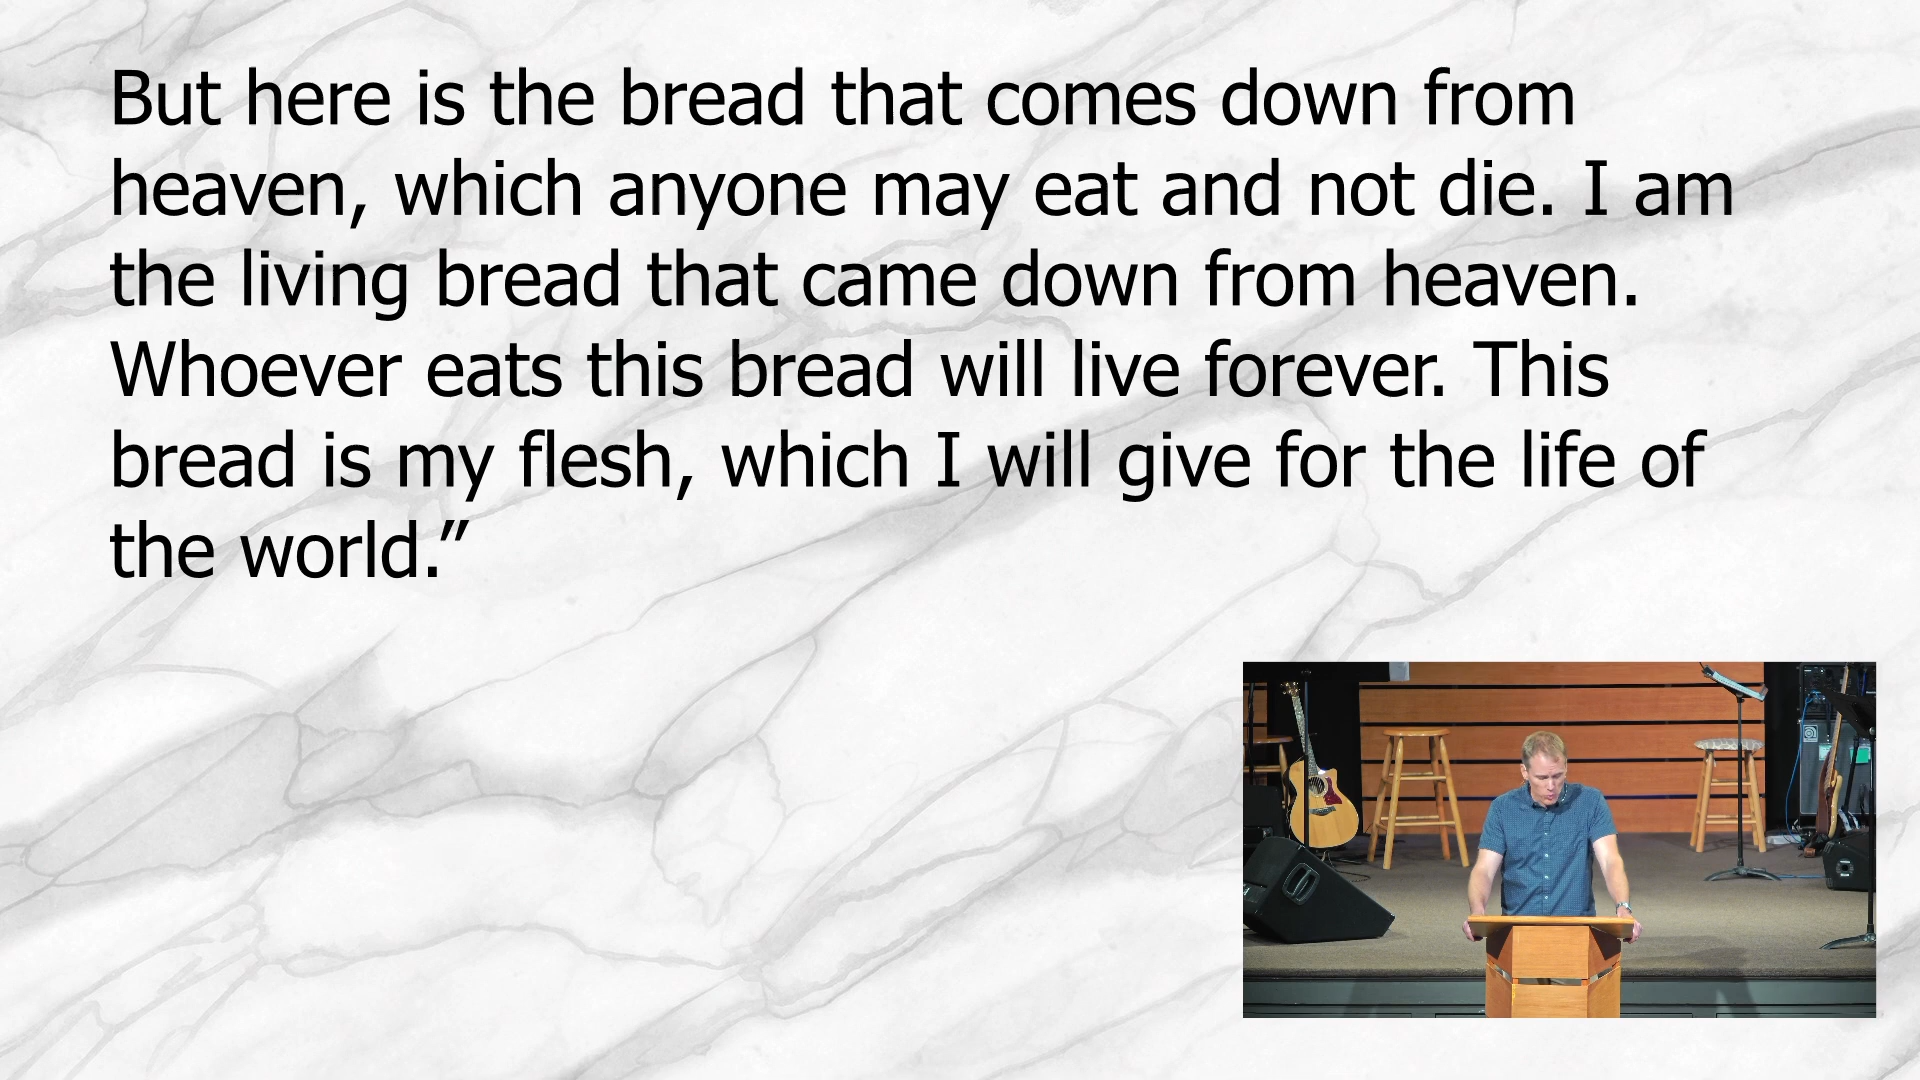 But here is the bread that comes down from
heaven, which anyone may eat and not die. I am
the living bread that came down from heaven.
Whoever eats this bread will live forever. This
bread is my flesh, which I will give for the life of
the world.”